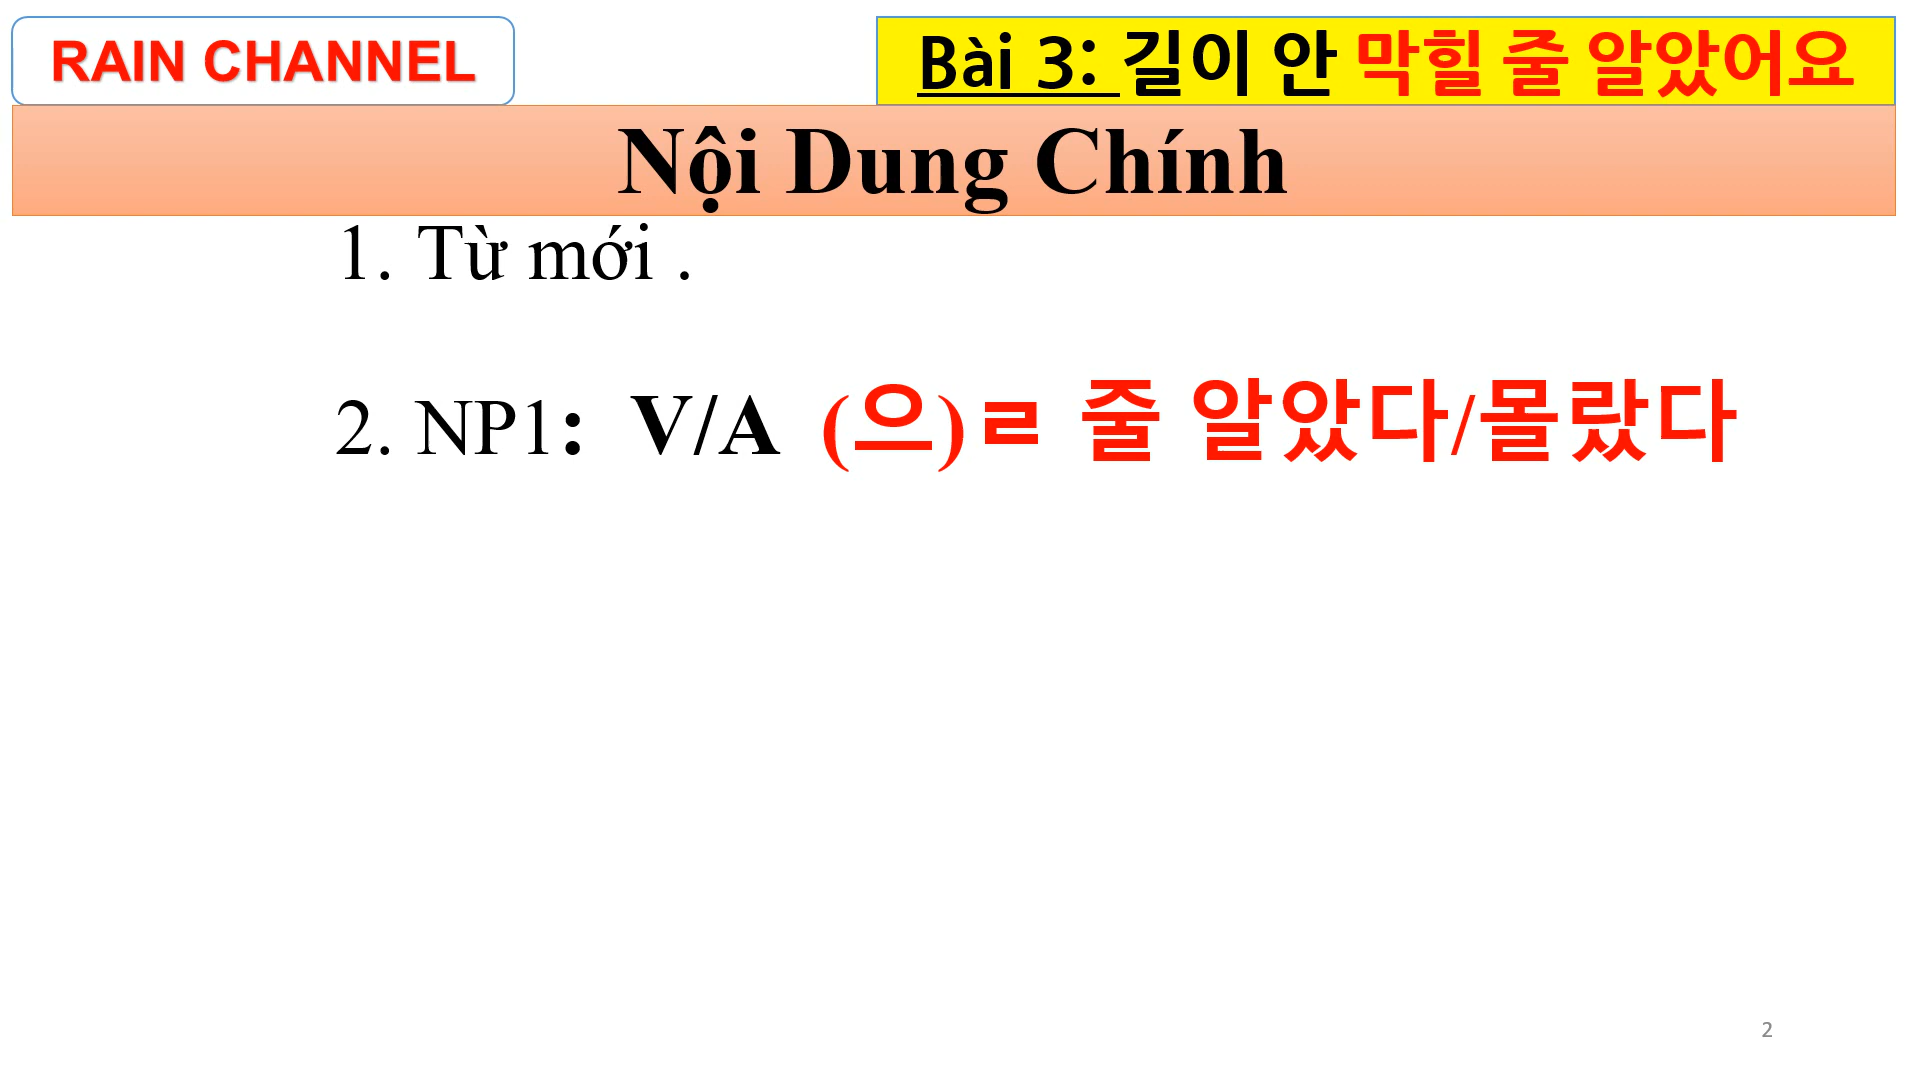 RAIN CHANNEL
Bài 3: 길이 안 막힐 줄 알았어요
Nội Dung Chính
1. Từ mới .
2. NP1: V/A (으)ㄹ 줄 알았다/몰랐다
2